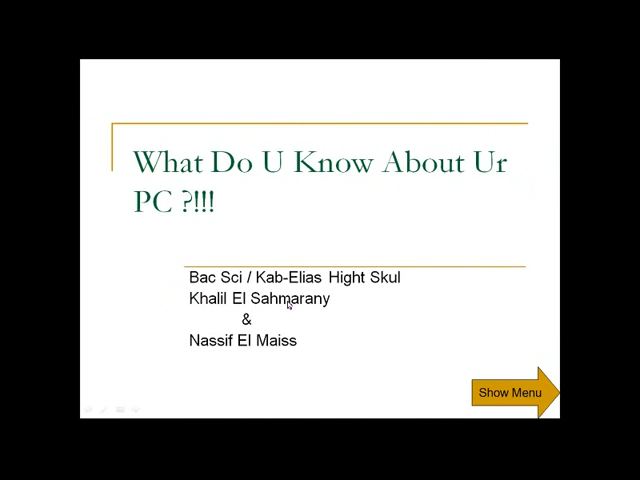 What Do U Know About Ur
PC ?!!!
Bac Sci / Kab-Elias Hight Skul
Khalil El Sahmarany
&
Nassif El Maiss
Show Menu